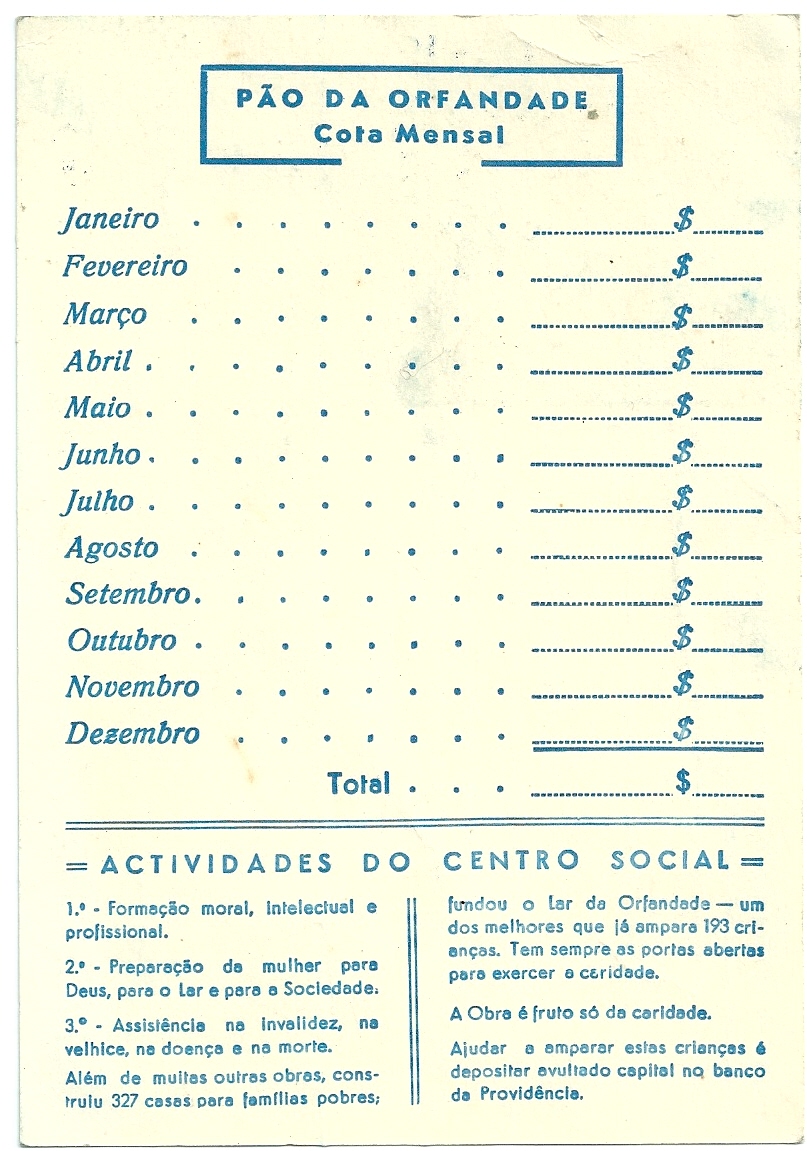 PÃO DA ORFANDADE
Cota Mensal
Janeiro . . . . . . . . $
Fevereiro . . . . . . . $
Março . . . . . . . . $
Abril . . . . . . . . . $
Maio . . . . . . . . . $
Junho . . . . . . . . . $
Julho . . . . . . . . . $
Agosto . . . . . . . . $
Setembro . . . . . . . . $
Outubro . . . . . . . . $
Novembro . . . . . . . $
Dezembro . . . . . . . $
Total . . . $
= ACTIVIDADES DO CENTRO SOCIAL =
1.º - Formação moral, intelectual e
profissional.
2.º - Preparação da mulher para
Deus, para o Lar e para a Sociedade.
3.º - Assistência na invalidez, na
velhice, na doença e na morte.
Além de muitas outras obras, cons-
truiu 327 casas para famílias pobres;
fundou o Lar da Orfandade — um
dos melhores que já ampara 193 cri-
anças. Tem sempre as portas abertas
para exercer a caridade.
A Obra é fruto só da caridade.
Ajudar a amparar estas crianças é
depositar avultado capital no banco
da Providência.